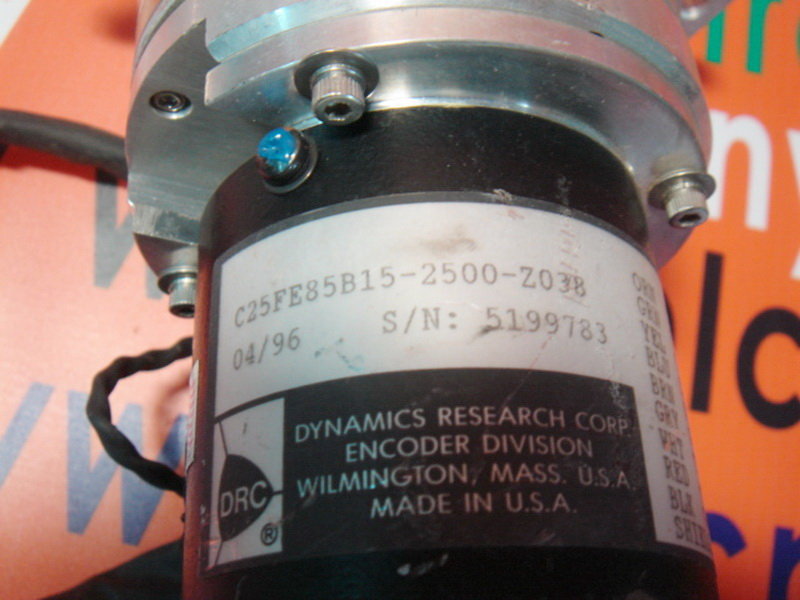 C25FE85B15-2500-Z038
04/96 S/N: 5199783
DYNAMICS RESEARCH CORP.
ENCODER DIVISION
WILMINGTON, MASS. U.S.A.
MADE IN U.S.A.
DRC
®
ORN
GRN
YEL
BLU
BRN
GRY
WHT
RED
BLK